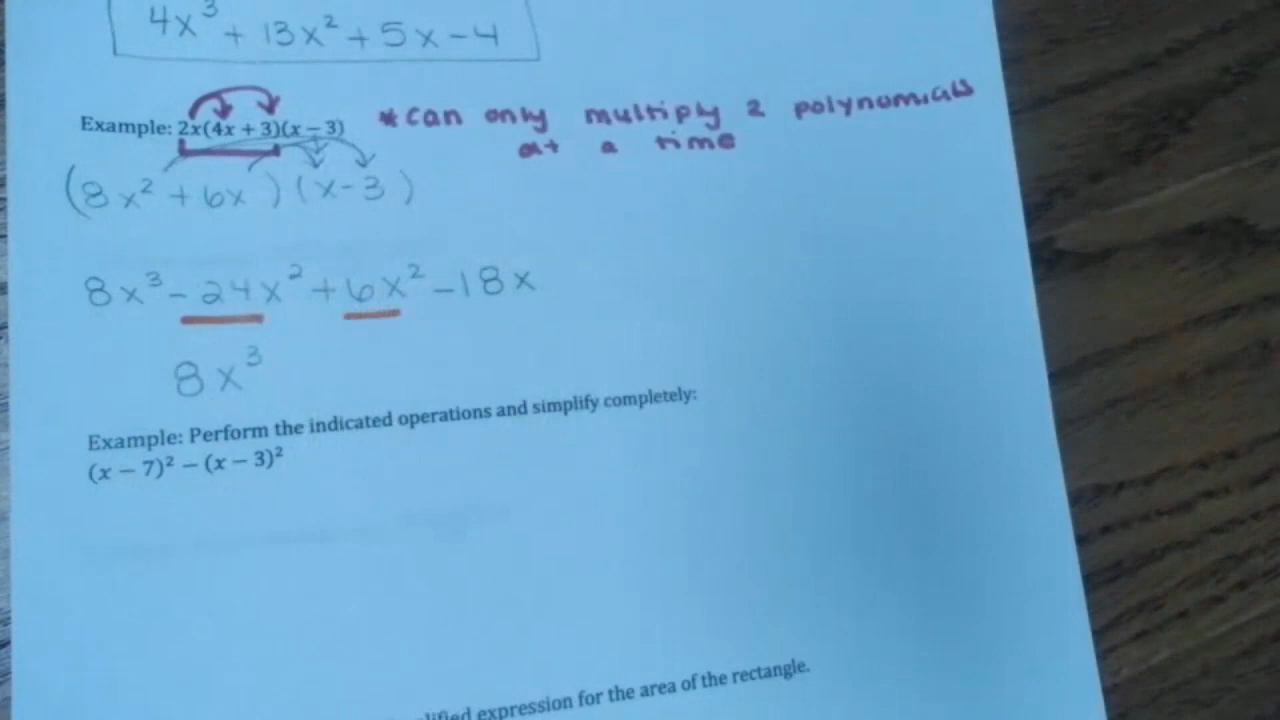 4x³ + 13x² + 5x - 4
Example: 2x(4x + 3)(x - 3) *can only multiply 2 polynomials
at a time
(8x² + 6x) (x - 3)
8x³ - 24x² + 6x² - 18x
8x³
Example: Perform the indicated operations and simplify completely:
(x - 7)² - (x - 3)²
expression for the area of the rectangle.